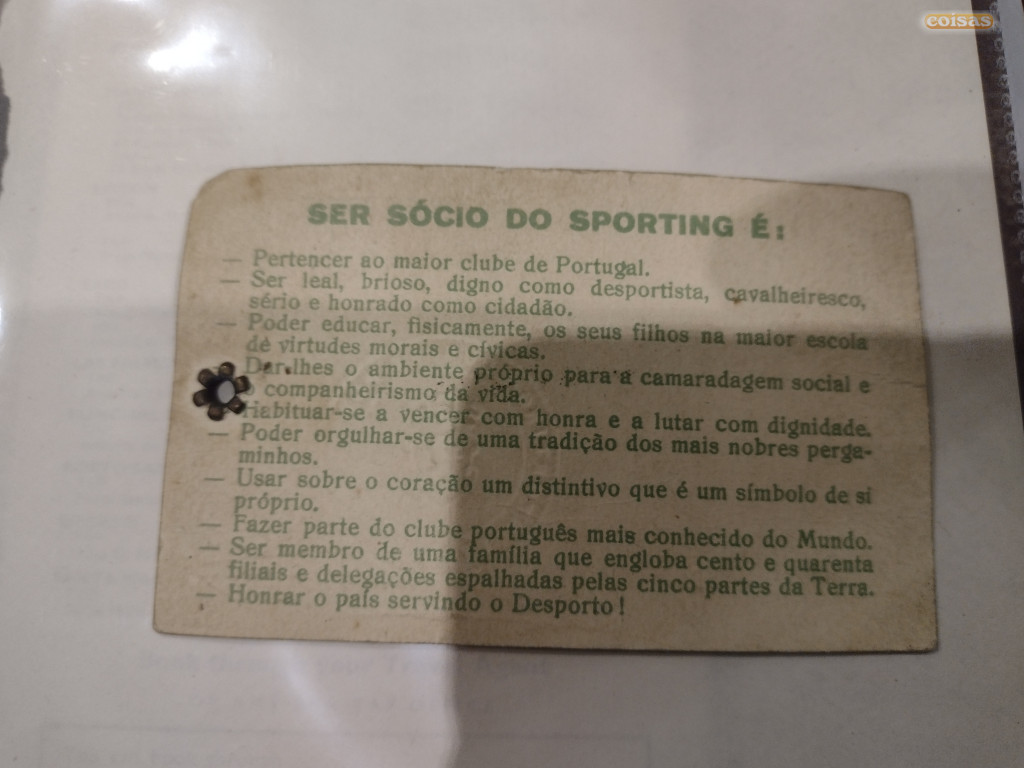 coisas
SER SÓCIO DO SPORTING É:
— Pertencer ao maior clube de Portugal.
— Ser leal, brioso, digno como desportista, cavalheiresco,
sério e honrado como cidadão.
— Poder educar, fisicamente, os seus filhos na maior escola
de virtudes morais e cívicas.
Dar-lhes o ambiente próprio para a camaradagem social e
companheirismo da vida.
Habituar-se a vencer com honra e a lutar com dignidade.
— Poder orgulhar-se de uma tradição dos mais nobres perga-
minhos.
— Usar sobre o coração um distintivo que é um símbolo de si
próprio.
— Fazer parte do clube português mais conhecido do Mundo.
— Ser membro de uma família que engloba cento e quarenta
filiais e delegações espalhadas pelas cinco partes da Terra.
— Honrar o país servindo o Desporto!